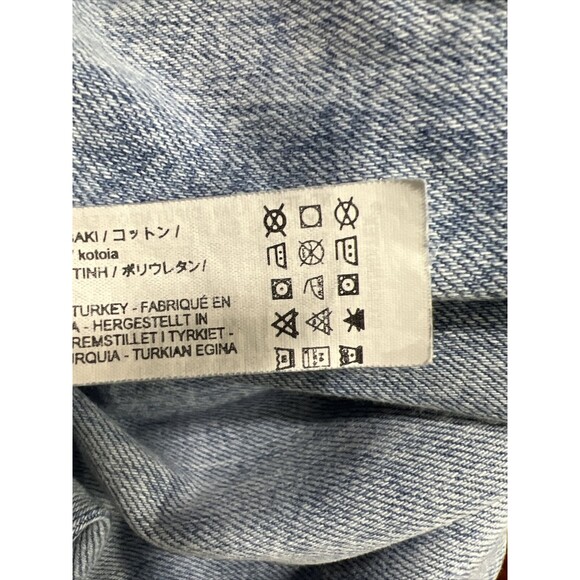 SAKI / コットン /
/ kotoia
TINH / ポリウレタン/
TURKEY - FABRIQUÉ EN
A - HERGESTELLT IN
REMSTILLET I TYRKIET -
URQUIA - TURKIAN EGINA